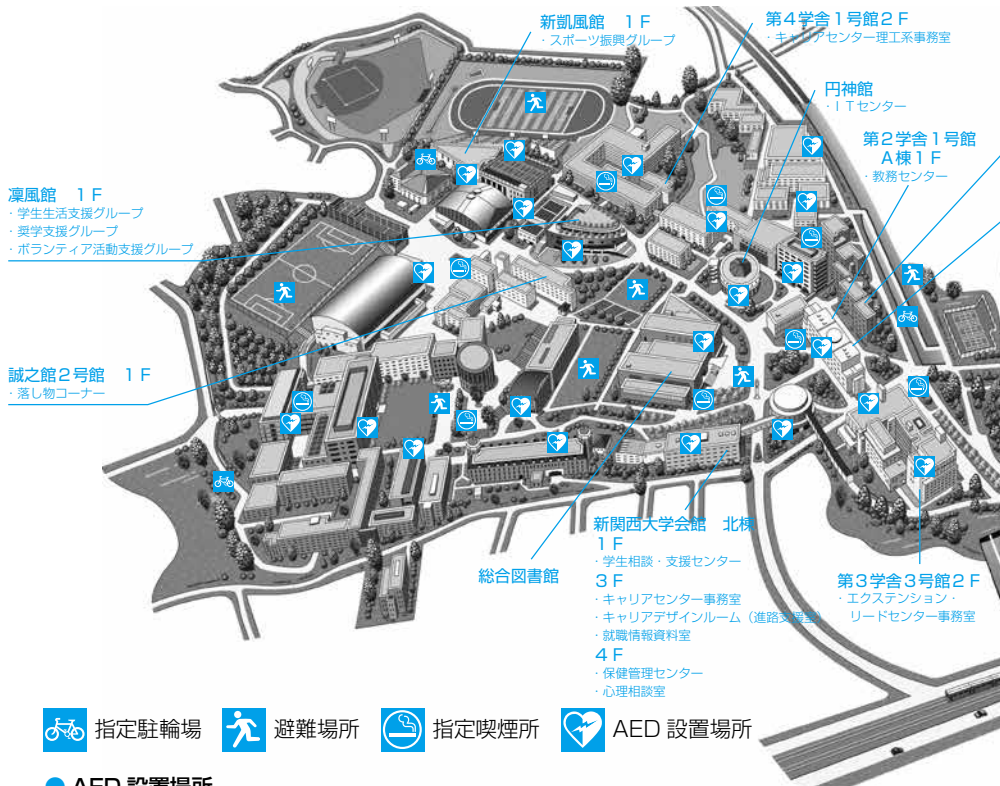 新凱風館 1F
・スポーツ振興グループ
第4学舎1号館2F
・キャリアセンター理工系事務室
円神館
・ITセンター
第2学舎1号館
A棟1F
・教務センター
凜風館 1F
・学生生活支援グループ
・奨学支援グループ
・ボランティア活動支援グループ
誠之館2号館 1F
・落し物コーナー
総合図書館
新関西大学会館 北棟
1F
・学生相談・支援センター
3F
・キャリアセンター事務室
・キャリアデザインルーム（進路支援室）
・就職情報資料室
4F
・保健管理センター
・心理相談室
第3学舎3号館2F
・エクステンション・
リードセンター事務室
指定駐輪場 避難場所 指定喫煙所 AED 設置場所
● AED 設置場所